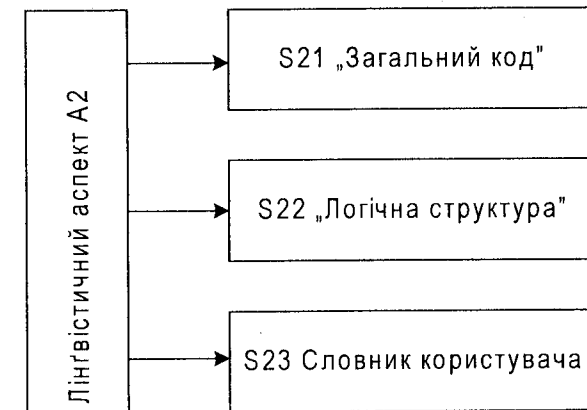 Лінґвістичний аспект А2
S21 „Загальний код"
S22 „Логічна структура"
S23 Словник користувача